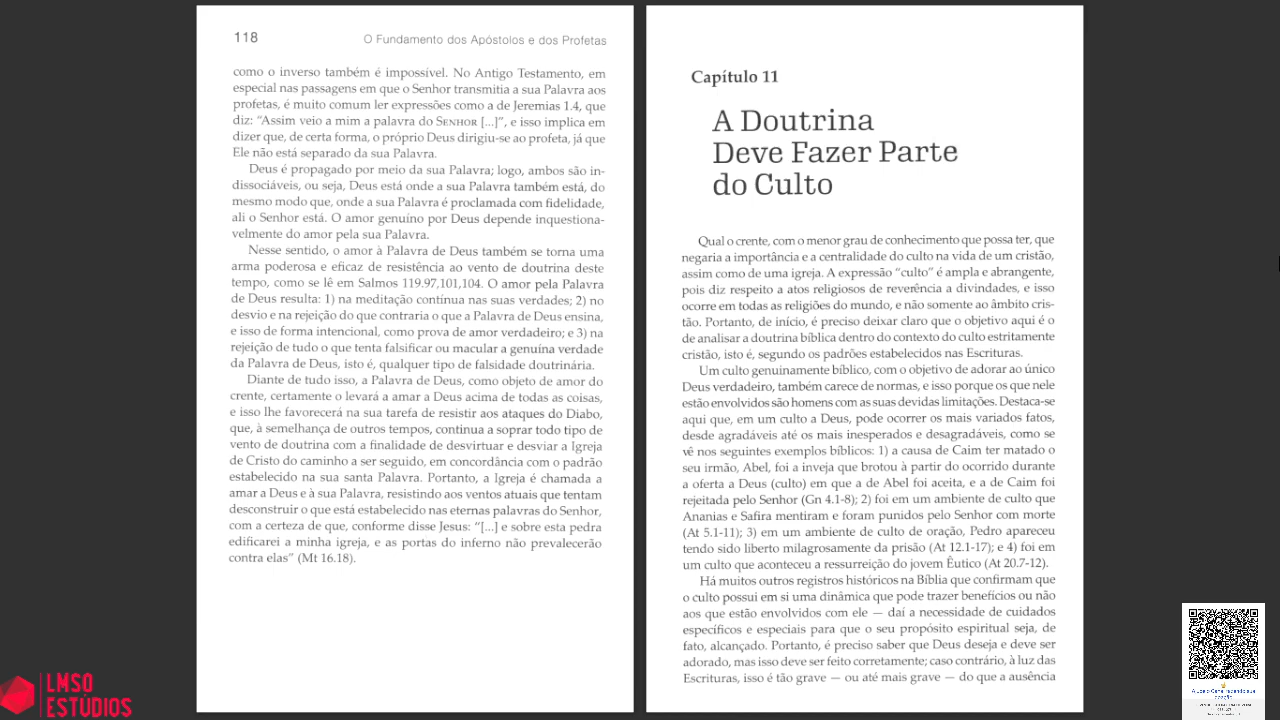 118
O Fundamento dos Apóstolos e dos Profetas
como o inverso também é impossível. No Antigo Testamento, em
especial nas passagens em que o Senhor transmitia a sua Palavra aos
profetas, é muito comum ler expressões como a de Jeremias 1.4, que
diz: “Assim veio a mim a palavra do SENHOR [...]”, e isso implica em
dizer que, de certa forma, o próprio Deus dirigiu-se ao profeta, já que
Ele não está separado da sua Palavra.
Deus é propagado por meio da sua Palavra; logo, ambos são in-
dissociáveis, ou seja, Deus está onde a sua Palavra também está, do
mesmo modo que, onde a sua Palavra é proclamada com fidelidade,
ali o Senhor está. O amor genuíno por Deus depende inquestiona-
velmente do amor pela sua Palavra.
Nesse sentido, o amor à Palavra de Deus também se torna uma
arma poderosa e eficaz de resistência ao vento de doutrina deste
tempo, como se lê em Salmos 119.97,101,104. O amor pela Palavra
de Deus resulta: 1) na meditação contínua nas suas verdades; 2) no
desvio e na rejeição do que contraria o que a Palavra de Deus ensina,
e isso de forma intencional, como prova de amor verdadeiro; e 3) na
rejeição de tudo o que tenta falsificar ou macular a genuína verdade
da Palavra de Deus, isto é, qualquer tipo de falsidade doutrinária.
Diante de tudo isso, a Palavra de Deus, como objeto de amor do
crente, certamente o levará a amar a Deus acima de todas as coisas,
e isso lhe favorecerá na sua tarefa de resistir aos ataques do Diabo,
que, à semelhança de outros tempos, continua a soprar todo tipo de
vento de doutrina com a finalidade de desvirtuar e desviar a Igreja
de Cristo do caminho a ser seguido, em concordância com o padrão
estabelecido na sua santa Palavra. Portanto, a Igreja é chamada a
amar a Deus e à sua Palavra, resistindo aos ventos atuais que tentam
desconstruir o que está estabelecido nas eternas palavras do Senhor,
com a certeza de que, conforme disse Jesus: “[...] e sobre esta pedra
edificarei a minha igreja, e as portas do inferno não prevalecerão
contra elas” (Mt 16.18).
Capítulo 11
A Doutrina
Deve Fazer Parte
do Culto
Qual o crente, com o menor grau de conhecimento que possa ter, que
negaria a importância e a centralidade do culto na vida de um cristão,
assim como de uma igreja. A expressão “culto” é ampla e abrangente,
pois diz respeito a atos religiosos de reverência a divindades, e isso
ocorre em todas as religiões do mundo, e não somente ao âmbito cris-
tão. Portanto, de início, é preciso deixar claro que o objetivo aqui é o
de analisar a doutrina bíblica dentro do contexto do culto estritamente
cristão, isto é, segundo os padrões estabelecidos nas Escrituras.
Um culto genuinamente bíblico, com o objetivo de adorar ao único
Deus verdadeiro, também carece de normas, e isso porque os que nele
estão envolvidos são homens com as suas devidas limitações. Destaca-se
aqui que, em um culto a Deus, pode ocorrer os mais variados fatos,
desde agradáveis até os mais inesperados e desagradáveis, como se
vê nos seguintes exemplos bíblicos: 1) a causa de Caim ter matado o
seu irmão, Abel, foi a inveja que brotou à partir do ocorrido durante
a oferta a Deus (culto) em que a de Abel foi aceita, e a de Caim foi
rejeitada pelo Senhor (Gn 4.1-8); 2) foi em um ambiente de culto que
Ananias e Safira mentiram e foram punidos pelo Senhor com morte
(At 5.1-11); 3) em um ambiente de culto de oração, Pedro apareceu
tendo sido liberto milagrosamente da prisão (At 12.1-17); e 4) foi em
um culto que aconteceu a ressurreição do jovem Êutico (At 20.7-12).
Há muitos outros registros históricos na Bíblia que confirmam que
o culto possui em si uma dinâmica que pode trazer benefícios ou não
aos que estão envolvidos com ele — daí a necessidade de cuidados
específicos e especiais para que o seu propósito espiritual seja, de
fato, alcançado. Portanto, é preciso saber que Deus deseja e deve ser
adorado, mas isso deve ser feito corretamente; caso contrário, à luz das
Escrituras, isso é tão grave — ou até mais grave — do que a ausência
LMSO
ESTÚDIOS